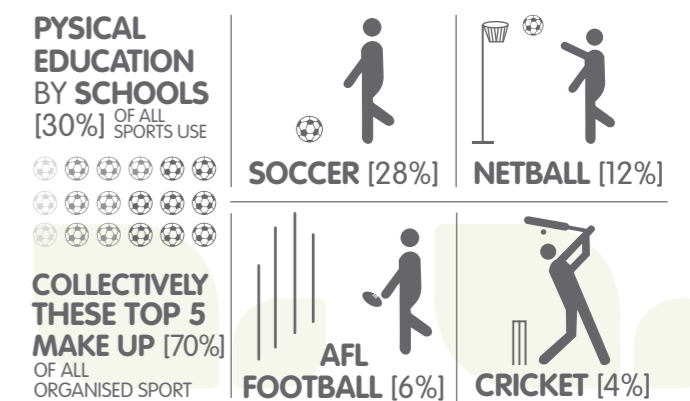 PYSICAL
EDUCATION
BY SCHOOLS
[30%] OF ALL
SPORTS USE
SOCCER [28%]
NETBALL [12%]
COLLECTIVELY
THESE TOP 5
MAKE UP [70%]
OF ALL
ORGANISED SPORT
AFL
FOOTBALL [6%]
CRICKET [4%]